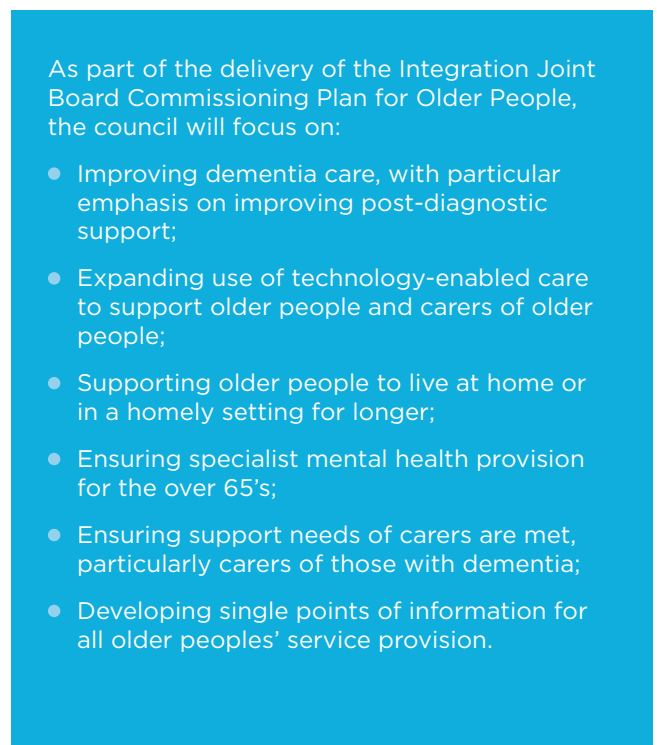 As part of the delivery of the Integration Joint
Board Commissioning Plan for Older People,
the council will focus on:
● Improving dementia care, with particular
emphasis on improving post-diagnostic
support;
● Expanding use of technology-enabled care
to support older people and carers of older
people;
● Supporting older people to live at home or
in a homely setting for longer;
● Ensuring specialist mental health provision
for the over 65’s;
● Ensuring support needs of carers are met,
particularly carers of those with dementia;
● Developing single points of information for
all older peoples’ service provision.